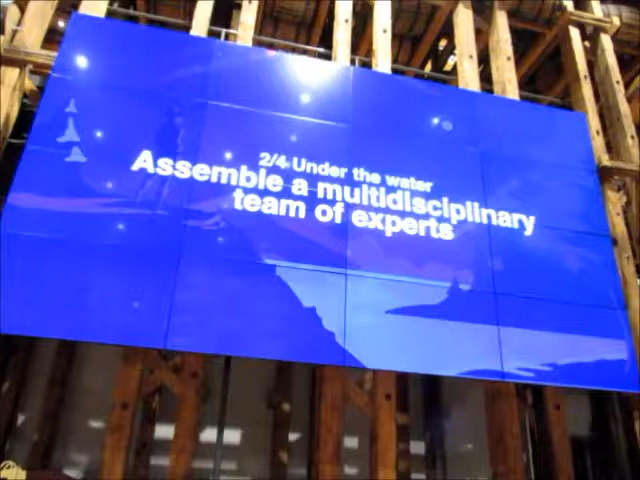 2/4 Under the water
Assemble a multidisciplinary
team of experts